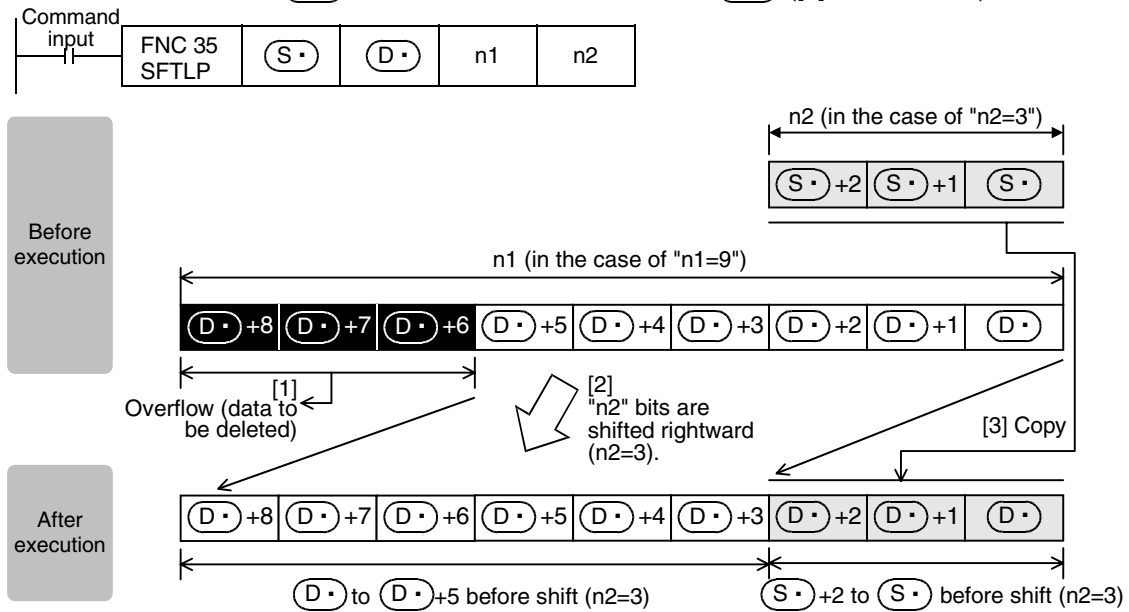 Command
input
FNC 35
SFTLP
S·
D·
n1
n2
n2 (in the case of "n2=3")
S· +2 S· +1 S·
Before
execution
n1 (in the case of "n1=9")
D· +8 D· +7 D· +6 D· +5 D· +4 D· +3 D· +2 D· +1 D·
[1]
Overflow (data to
be deleted)
[2]
"n2" bits are
shifted rightward
(n2=3).
[3] Copy
After
execution
D· +8 D· +7 D· +6 D· +5 D· +4 D· +3 D· +2 D· +1 D·
D· to D· +5 before shift (n2=3)
S· +2 to S· before shift (n2=3)